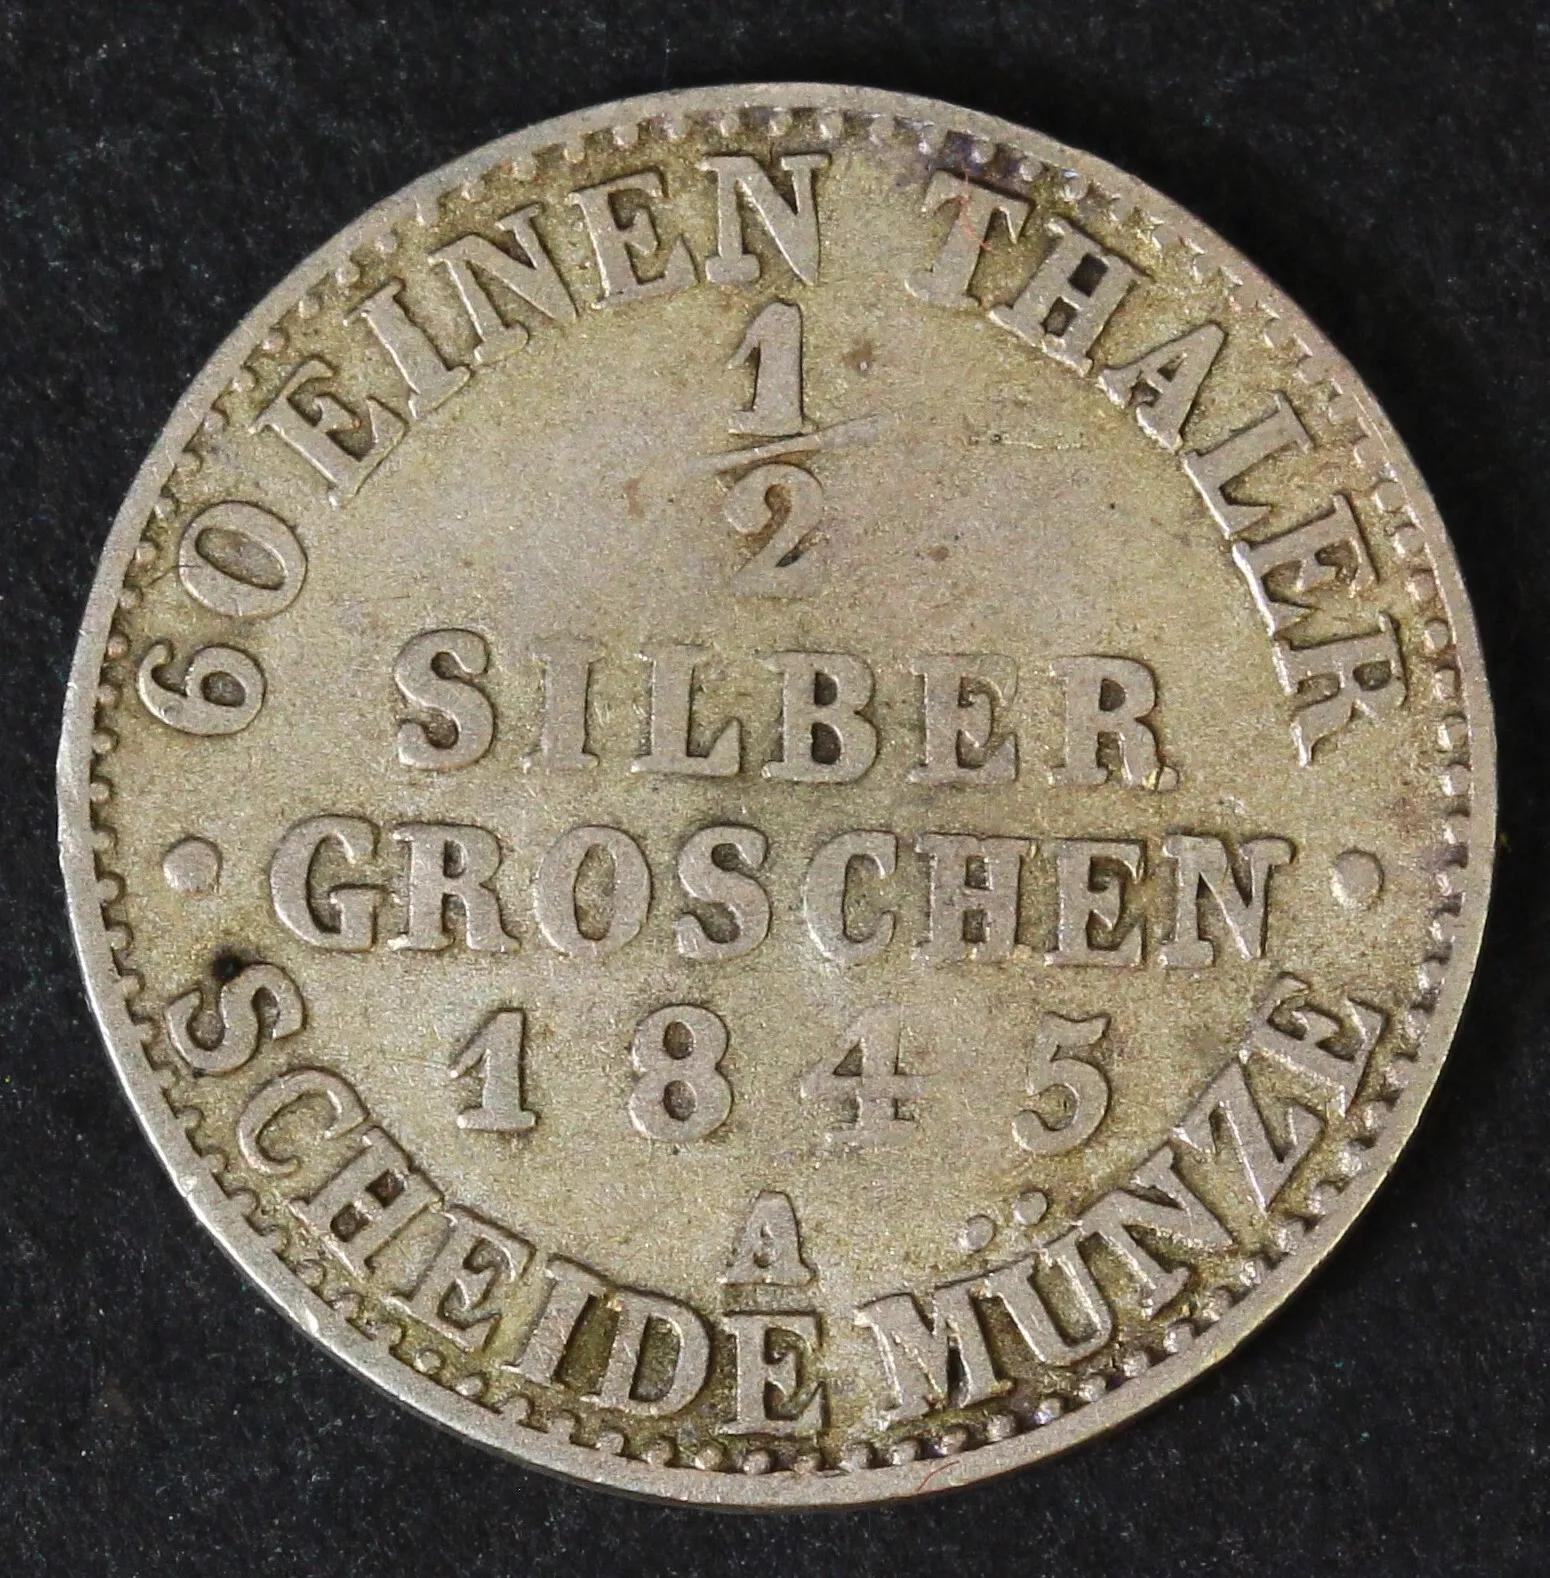 60 EINEN THALER
1/2
SILBER
GROSCHEN
1845
A
SCHEIDE MÜNZE